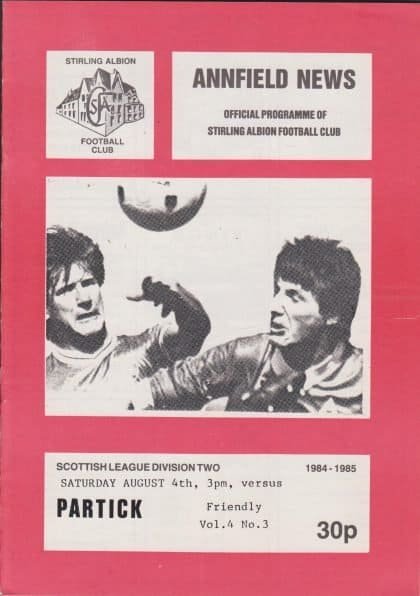 STIRLING ALBION
SFA
FOOTBALL
CLUB
ANNFIELD NEWS
OFFICIAL PROGRAMME OF
STIRLING ALBION FOOTBALL CLUB
SCOTTISH LEAGUE DIVISION TWO 1984-1985
SATURDAY AUGUST 4th, 3pm, versus
PARTICK Friendly
Vol.4 No.3
30p